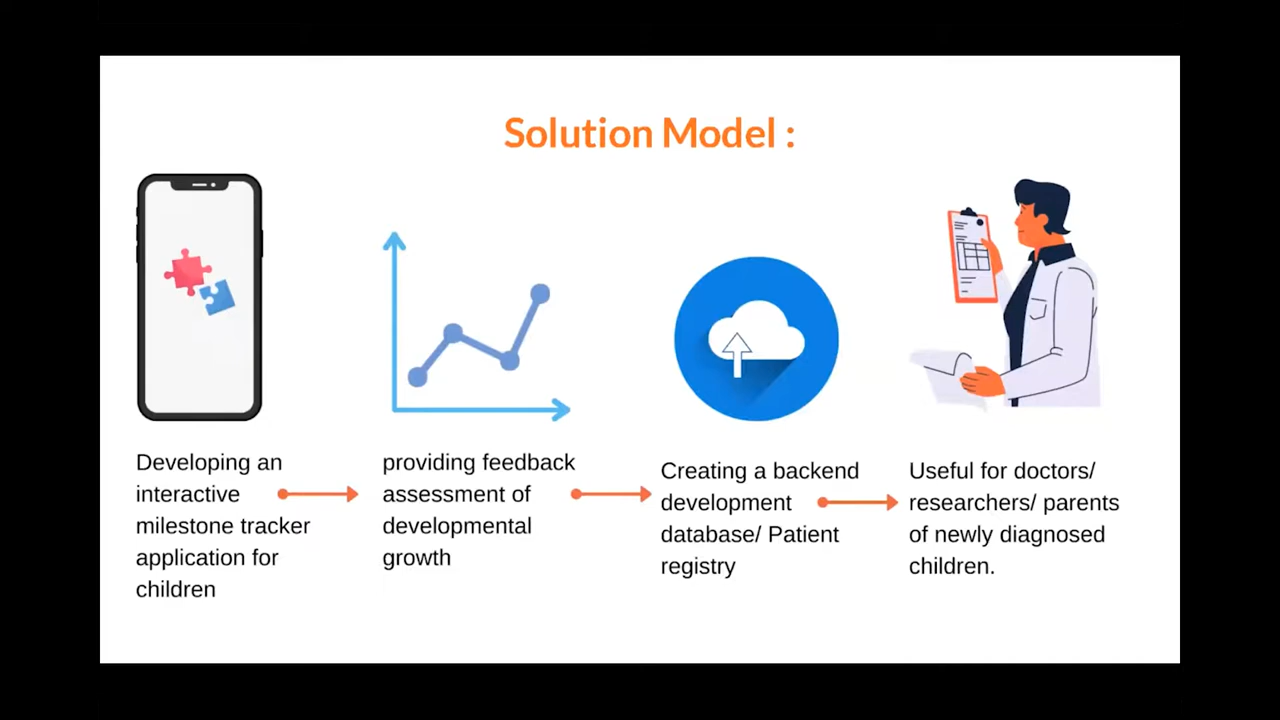 Solution Model :
Developing an
interactive
milestone tracker
application for
children
providing feedback
assessment of
developmental
growth
Creating a backend
development
database/ Patient
registry
Useful for doctors/
researchers/ parents
of newly diagnosed
children.